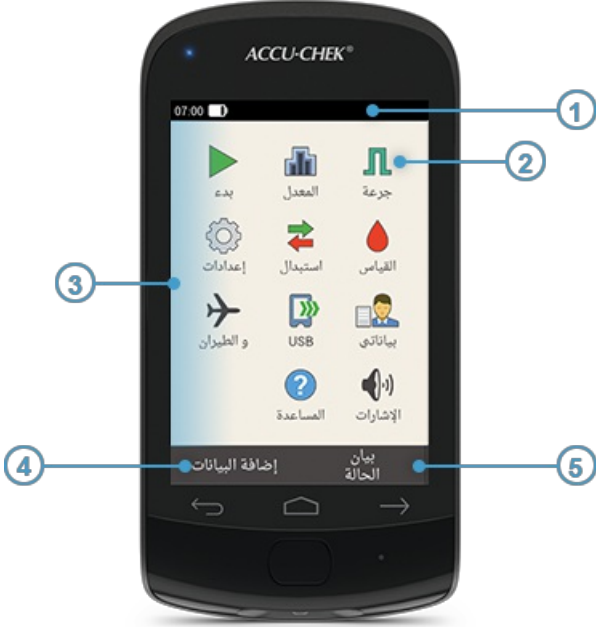 ACCU-CHEK®
07:00
1
جرعة
المعدل
بدء
2
القياس
استبدال
إعدادات
3
بياناتي
USB
و الطيران
الإشارات
المساعدة
?
4
إضافة البيانات
بيان
الحالة
5